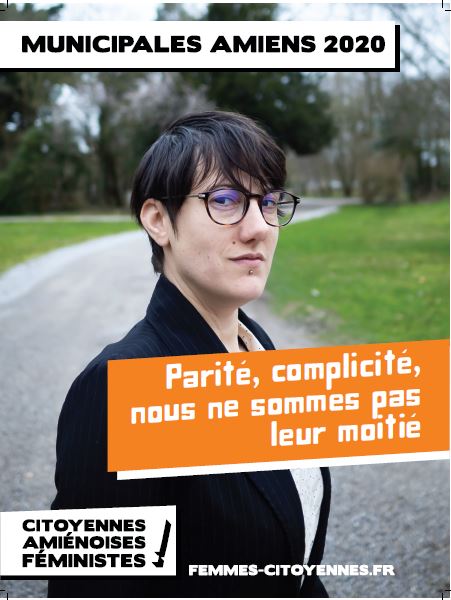 MUNICIPALES AMIENS 2020
Parité, complicité,
nous ne sommes pas
leur moitié
CITOYENNES
AMIÉNOISES
FÉMINISTES !
FEMMES-CITOYENNES.FR